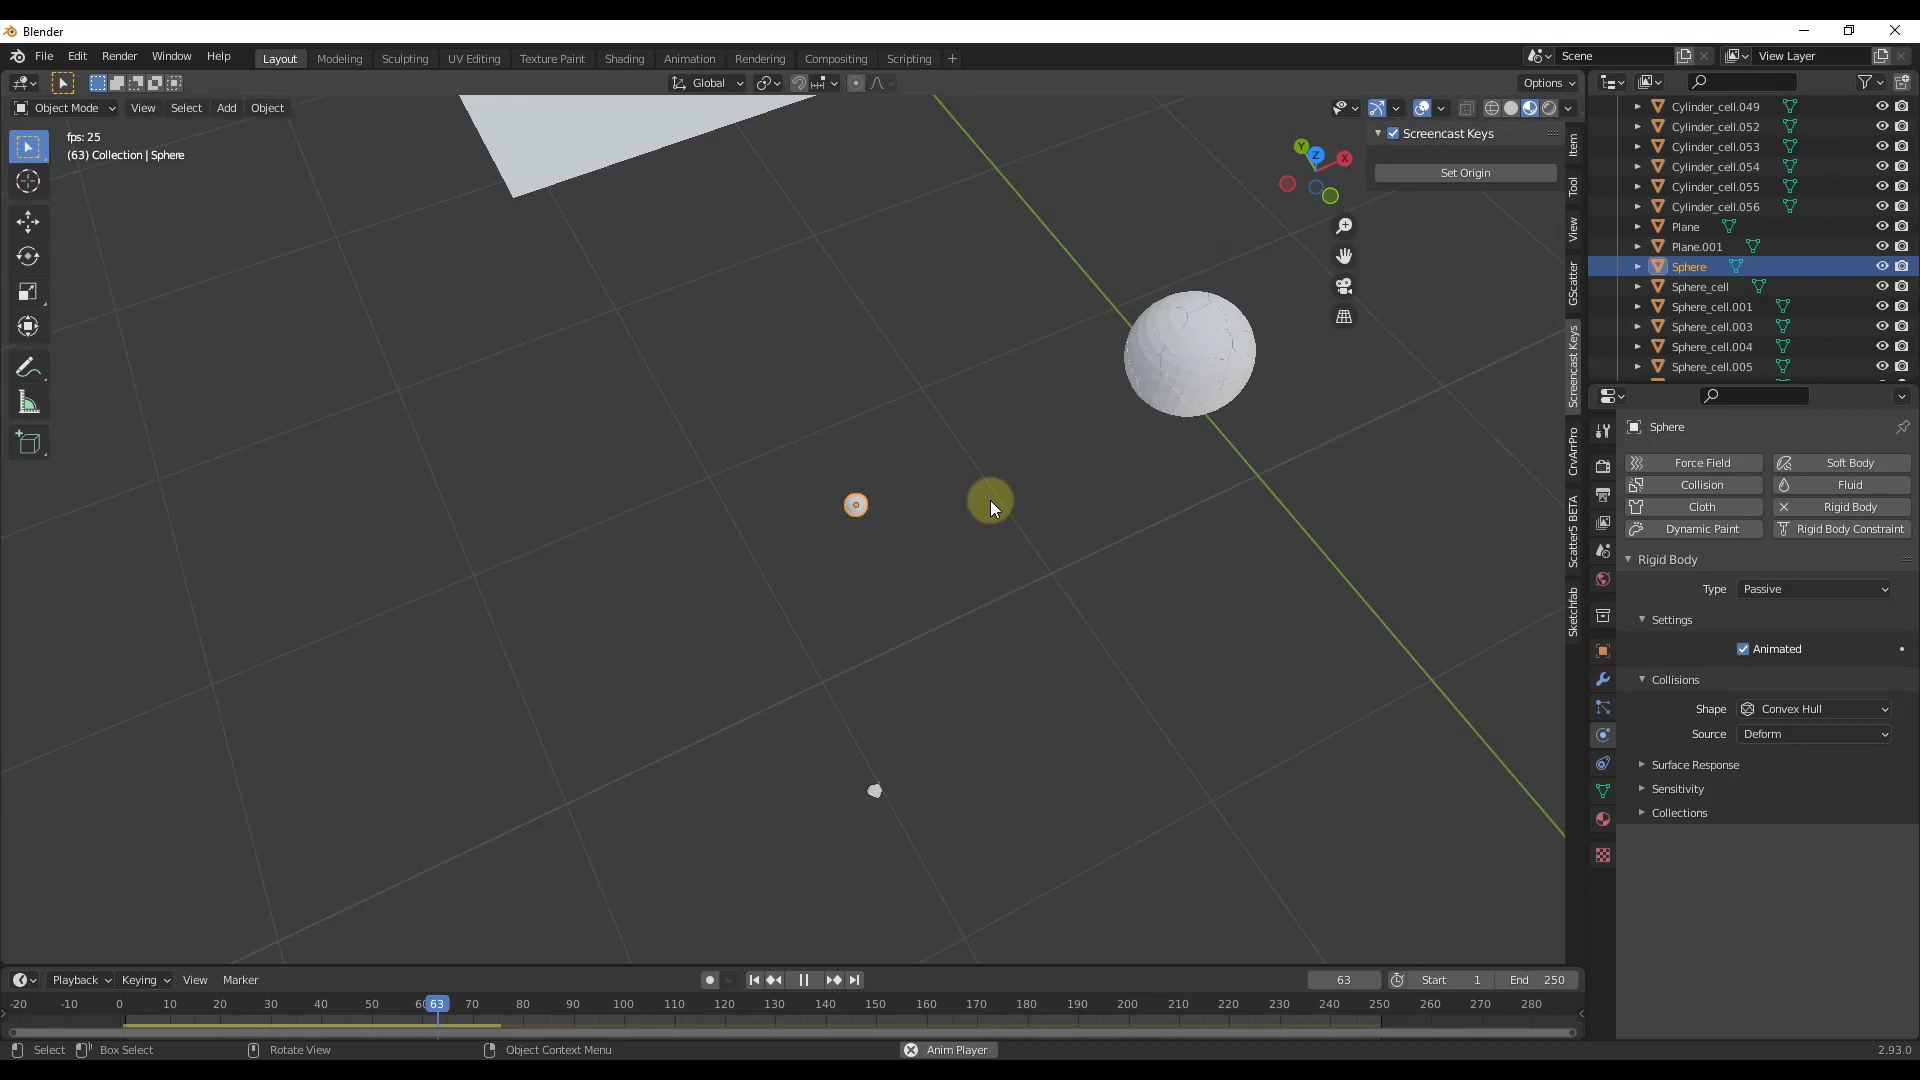 Blender
File Edit Render Window Help Layout Modeling Sculpting UV Editing Texture Paint Shading Animation Rendering Compositing Scripting + Scene View Layer
Global Options
Object Mode View Select Add Object
fps: 25
(63) Collection | Sphere
Screencast Keys
Set Origin
X
Y
Z
Item
Tool
View
GScatter
Screencast Keys
CrvArrPro
Scatter5 BETA
Sketchfab
Cylinder_cell.049
Cylinder_cell.052
Cylinder_cell.053
Cylinder_cell.054
Cylinder_cell.055
Cylinder_cell.056
Plane
Plane.001
Sphere
Sphere_cell
Sphere_cell.001
Sphere_cell.003
Sphere_cell.004
Sphere_cell.005
Sphere
Force Field Soft Body
Collision Fluid
Cloth Rigid Body
Dynamic Paint Rigid Body Constraint
Rigid Body
Type Passive
Settings
Animated
Collisions
Shape Convex Hull
Source Deform
Surface Response
Sensitivity
Collections
Playback Keying View Marker 63 Start 1 End 250
-20 -10 0 10 20 30 40 50 60 63 70 80 90 100 110 120 130 140 150 160 170 180 190 200 210 220 230 240 250 260 270 280
Select Box Select Rotate View Object Context Menu Anim Player 2.93.0